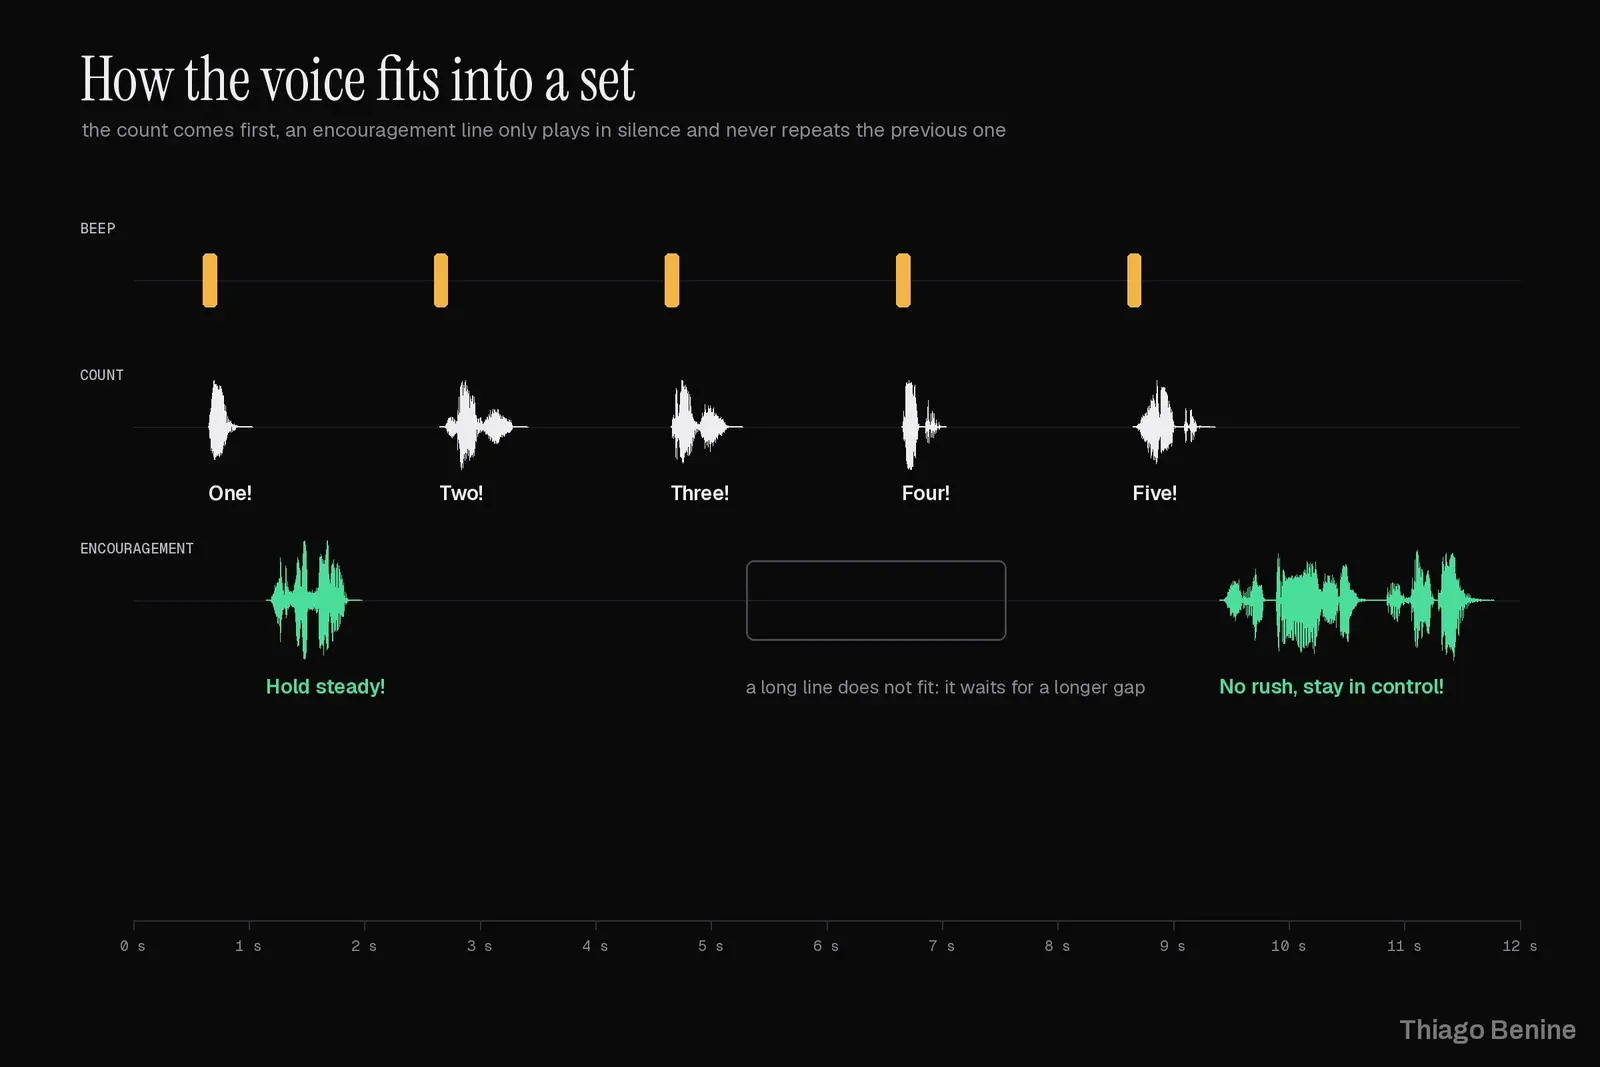 How the voice fits into a set
the count comes first, an encouragement line only plays in silence and never repeats the previous one
BEEP
COUNT
One! Two! Three! Four! Five!
ENCOURAGEMENT
Hold steady! a long line does not fit: it waits for a longer gap No rush, stay in control!
0 s 1 s 2 s 3 s 4 s 5 s 6 s 7 s 8 s 9 s 10 s 11 s 12 s
Thiago Benine